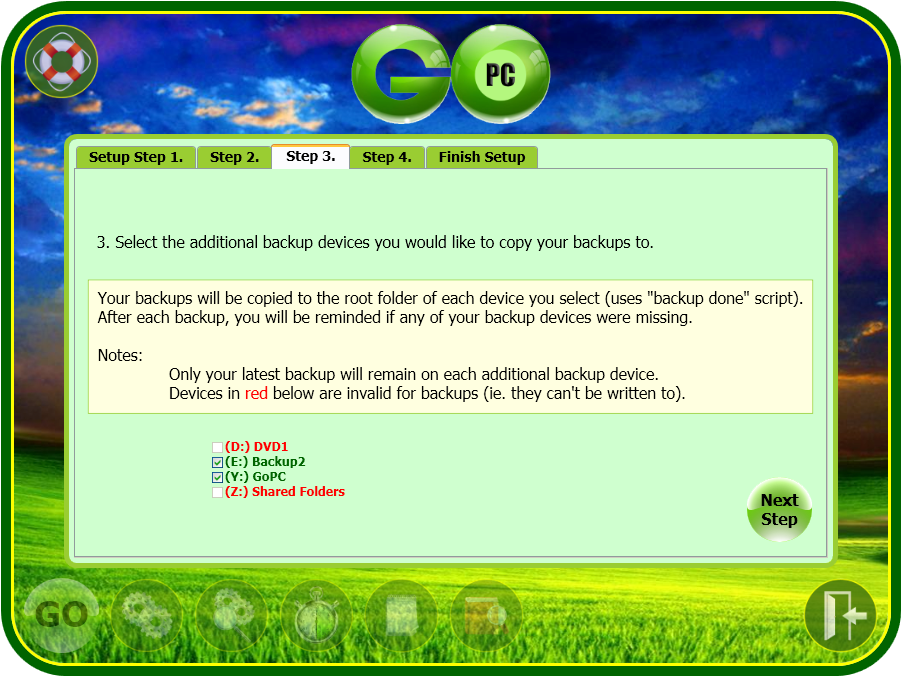 GO PC
Setup Step 1. Step 2. Step 3. Step 4. Finish Setup
3. Select the additional backup devices you would like to copy your backups to.
Your backups will be copied to the root folder of each device you select (uses "backup done" script).
After each backup, you will be reminded if any of your backup devices were missing.
Notes:
Only your latest backup will remain on each additional backup device.
Devices in red below are invalid for backups (ie. they can't be written to).
(D:) DVD1
(E:) Backup2
(Y:) GoPC
(Z:) Shared Folders
Next
Step
GO